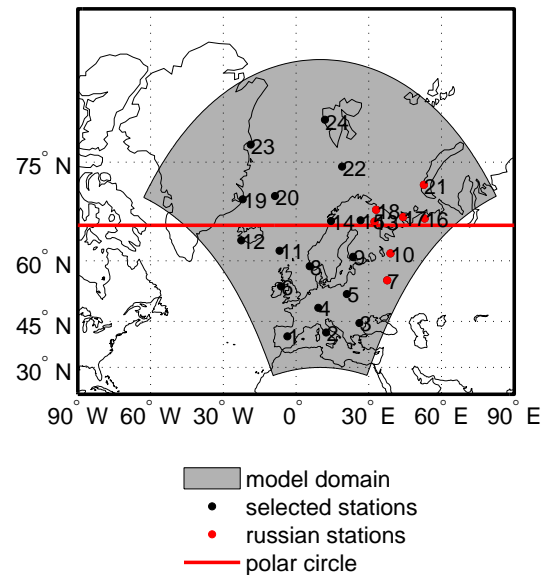 24
23
22
75° N
21
19
20
18
14
15
13
17
16
12
11
10
60° N
8
9
7
6
5
4
45° N
3
1
2
30° N
90° W
60° W
30° W
0
30° E
60° E
90° E
model domain
selected stations
russian stations
polar circle